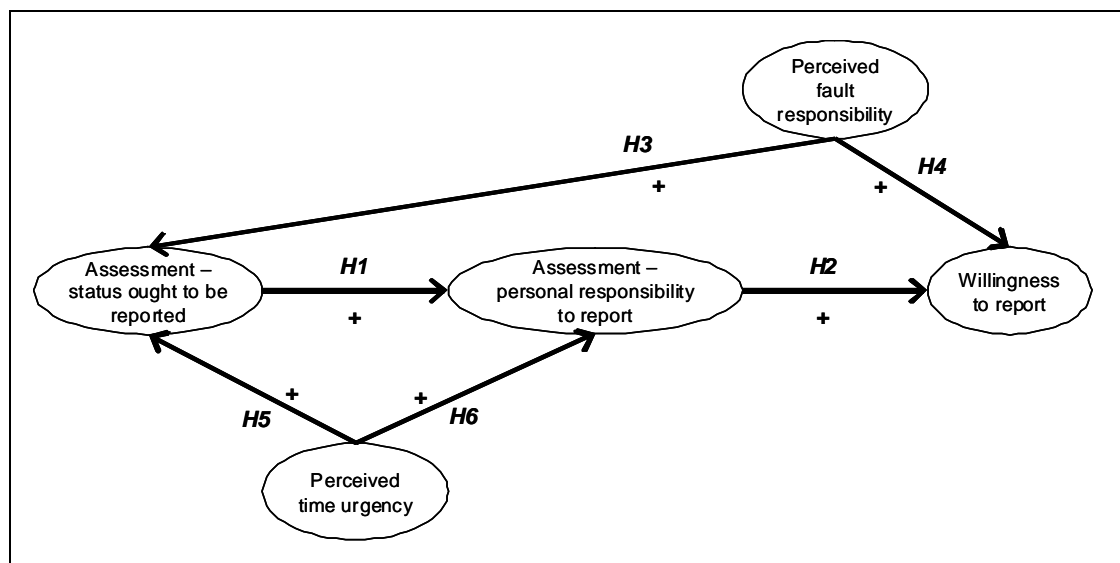 Perceived
fault
responsibility
H3
+
H4
+
Assessment –
status ought to be
reported
H1
+
Assessment –
personal responsibility
to report
H2
+
Willingness
to report
+
H5
+
H6
Perceived
time urgency